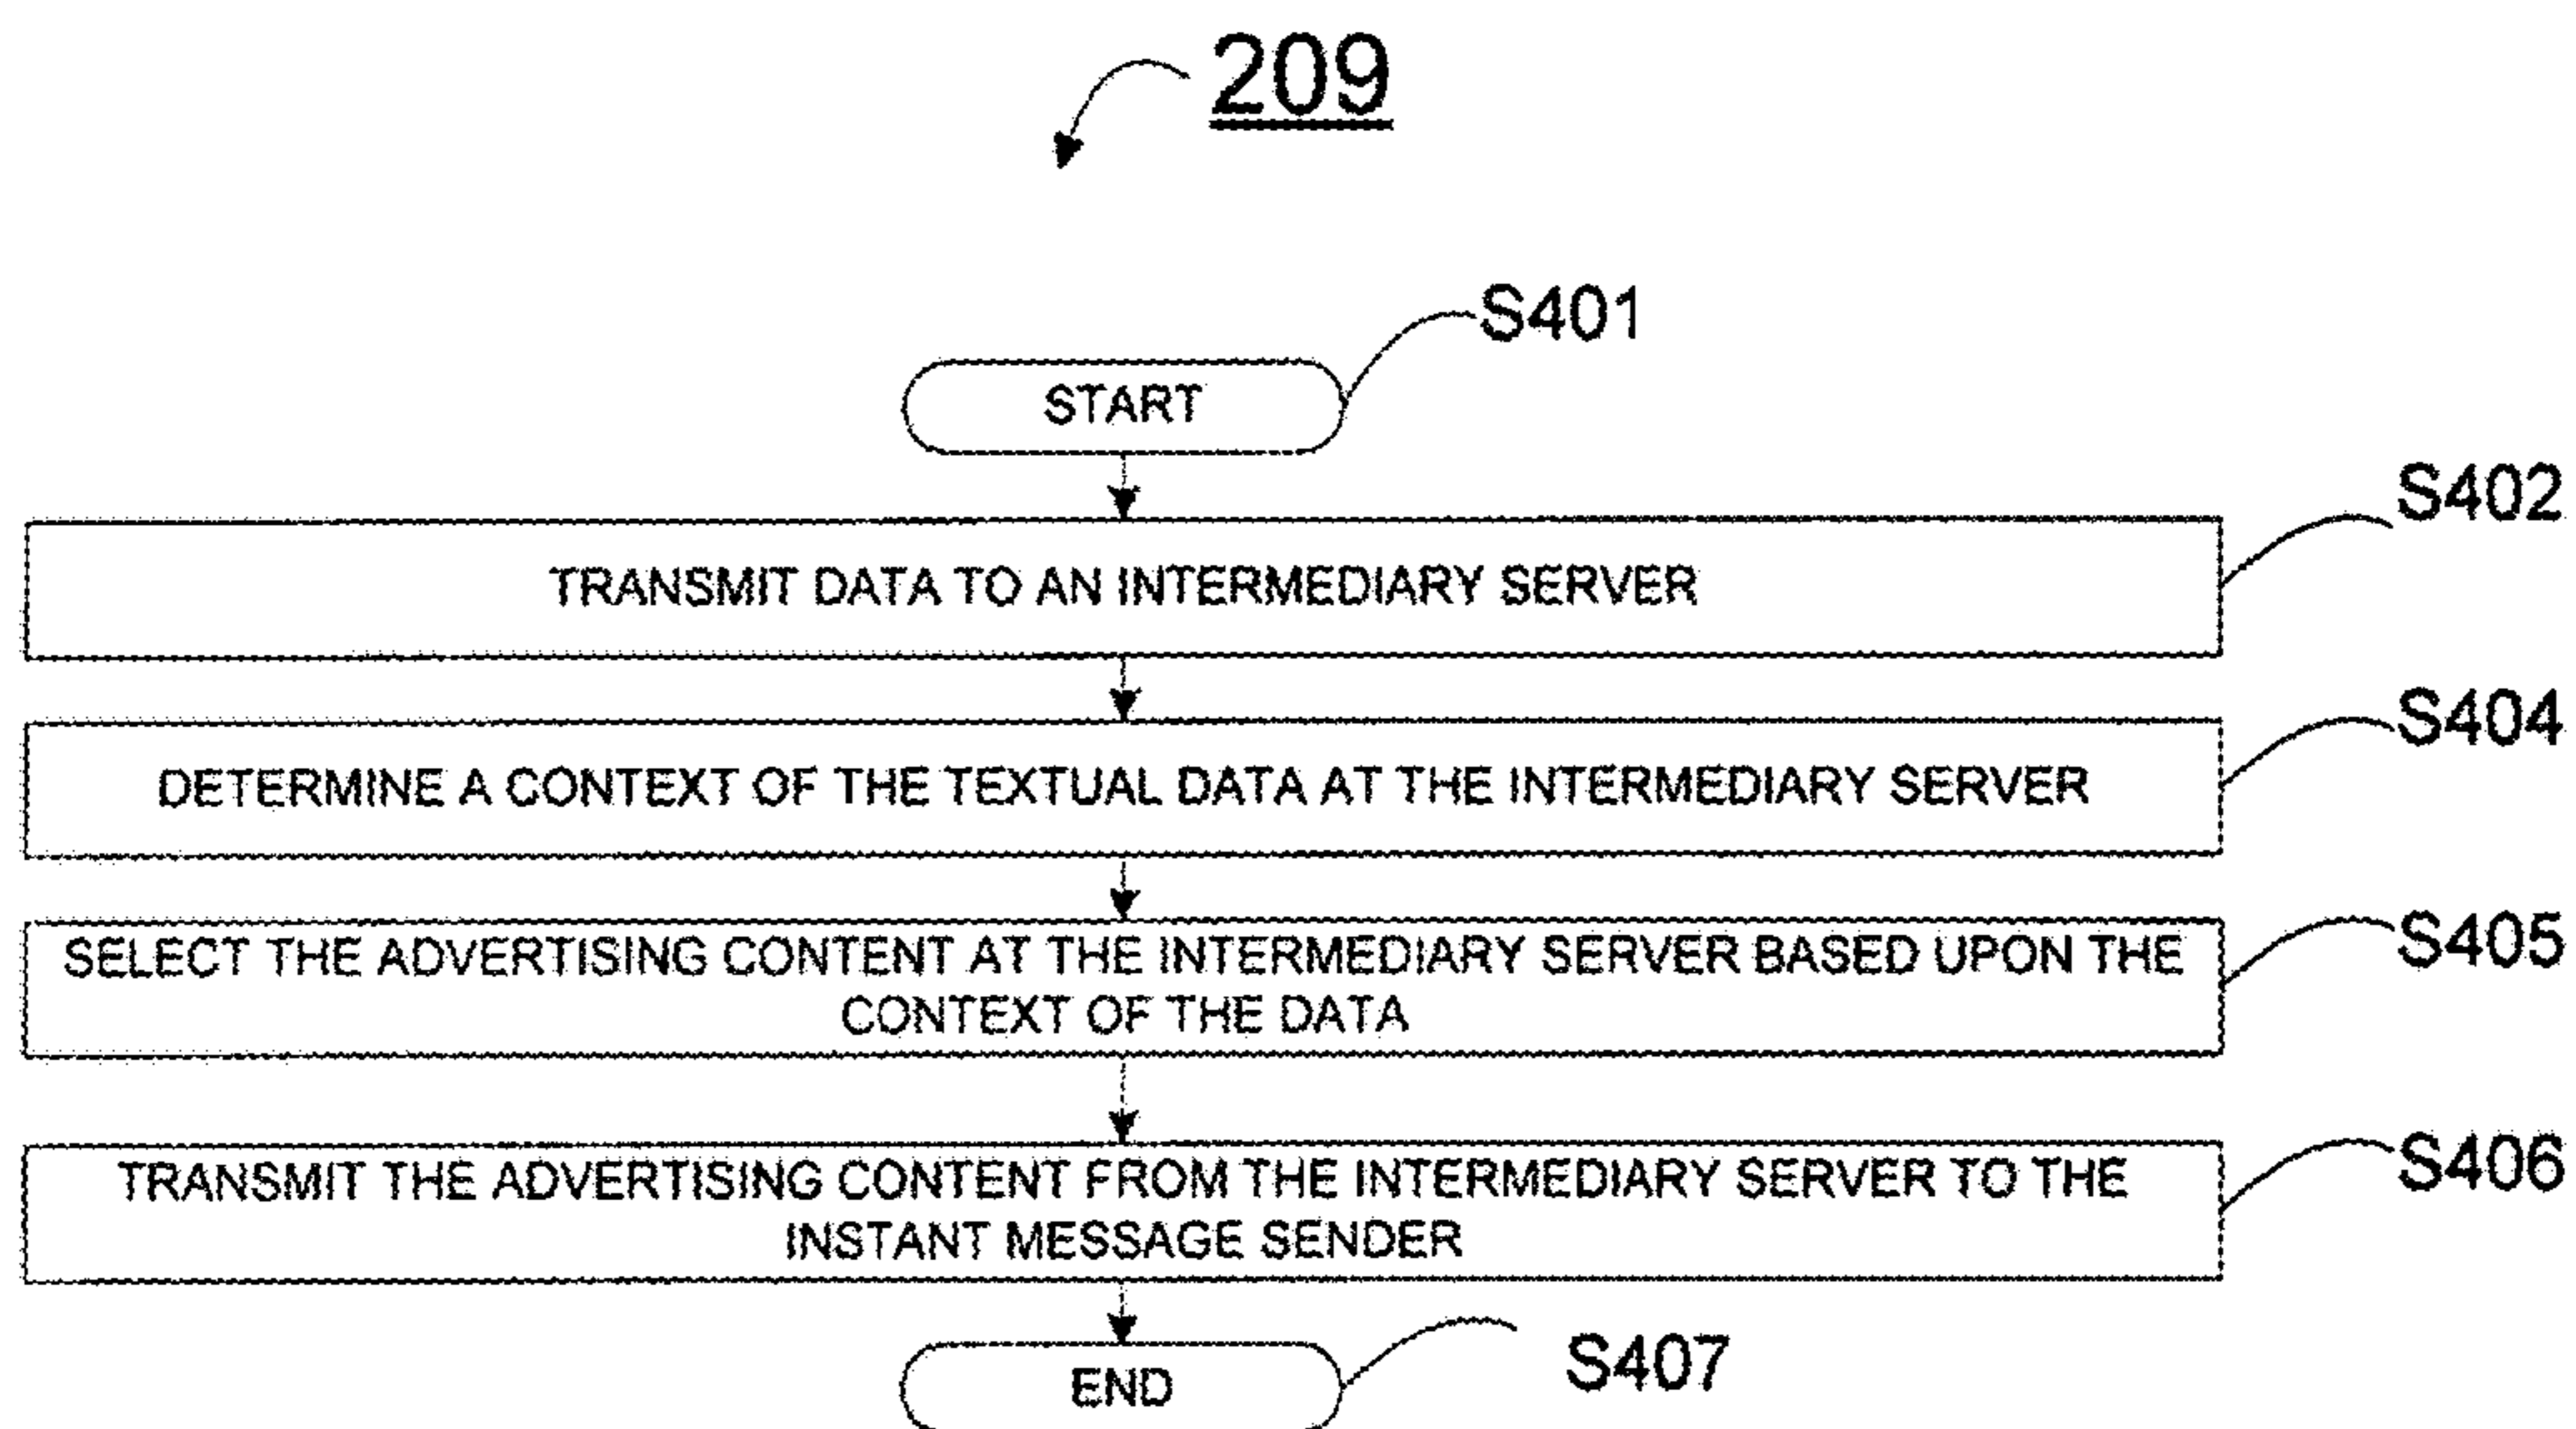 209
S401
START
S402
TRANSMIT DATA TO AN INTERMEDIARY SERVER
S404
DETERMINE A CONTEXT OF THE TEXTUAL DATA AT THE INTERMEDIARY SERVER
S405
SELECT THE ADVERTISING CONTENT AT THE INTERMEDIARY SERVER BASED UPON THE
CONTEXT OF THE DATA
S406
TRANSMIT THE ADVERTISING CONTENT FROM THE INTERMEDIARY SERVER TO THE
INSTANT MESSAGE SENDER
S407
END